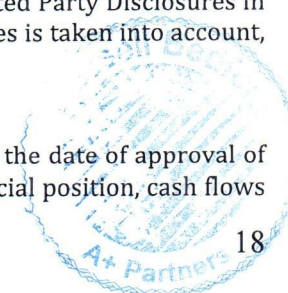 ted Party Disclosures in
es is taken into account,
the date of approval of
cial position, cash flows
18
A+ Partners